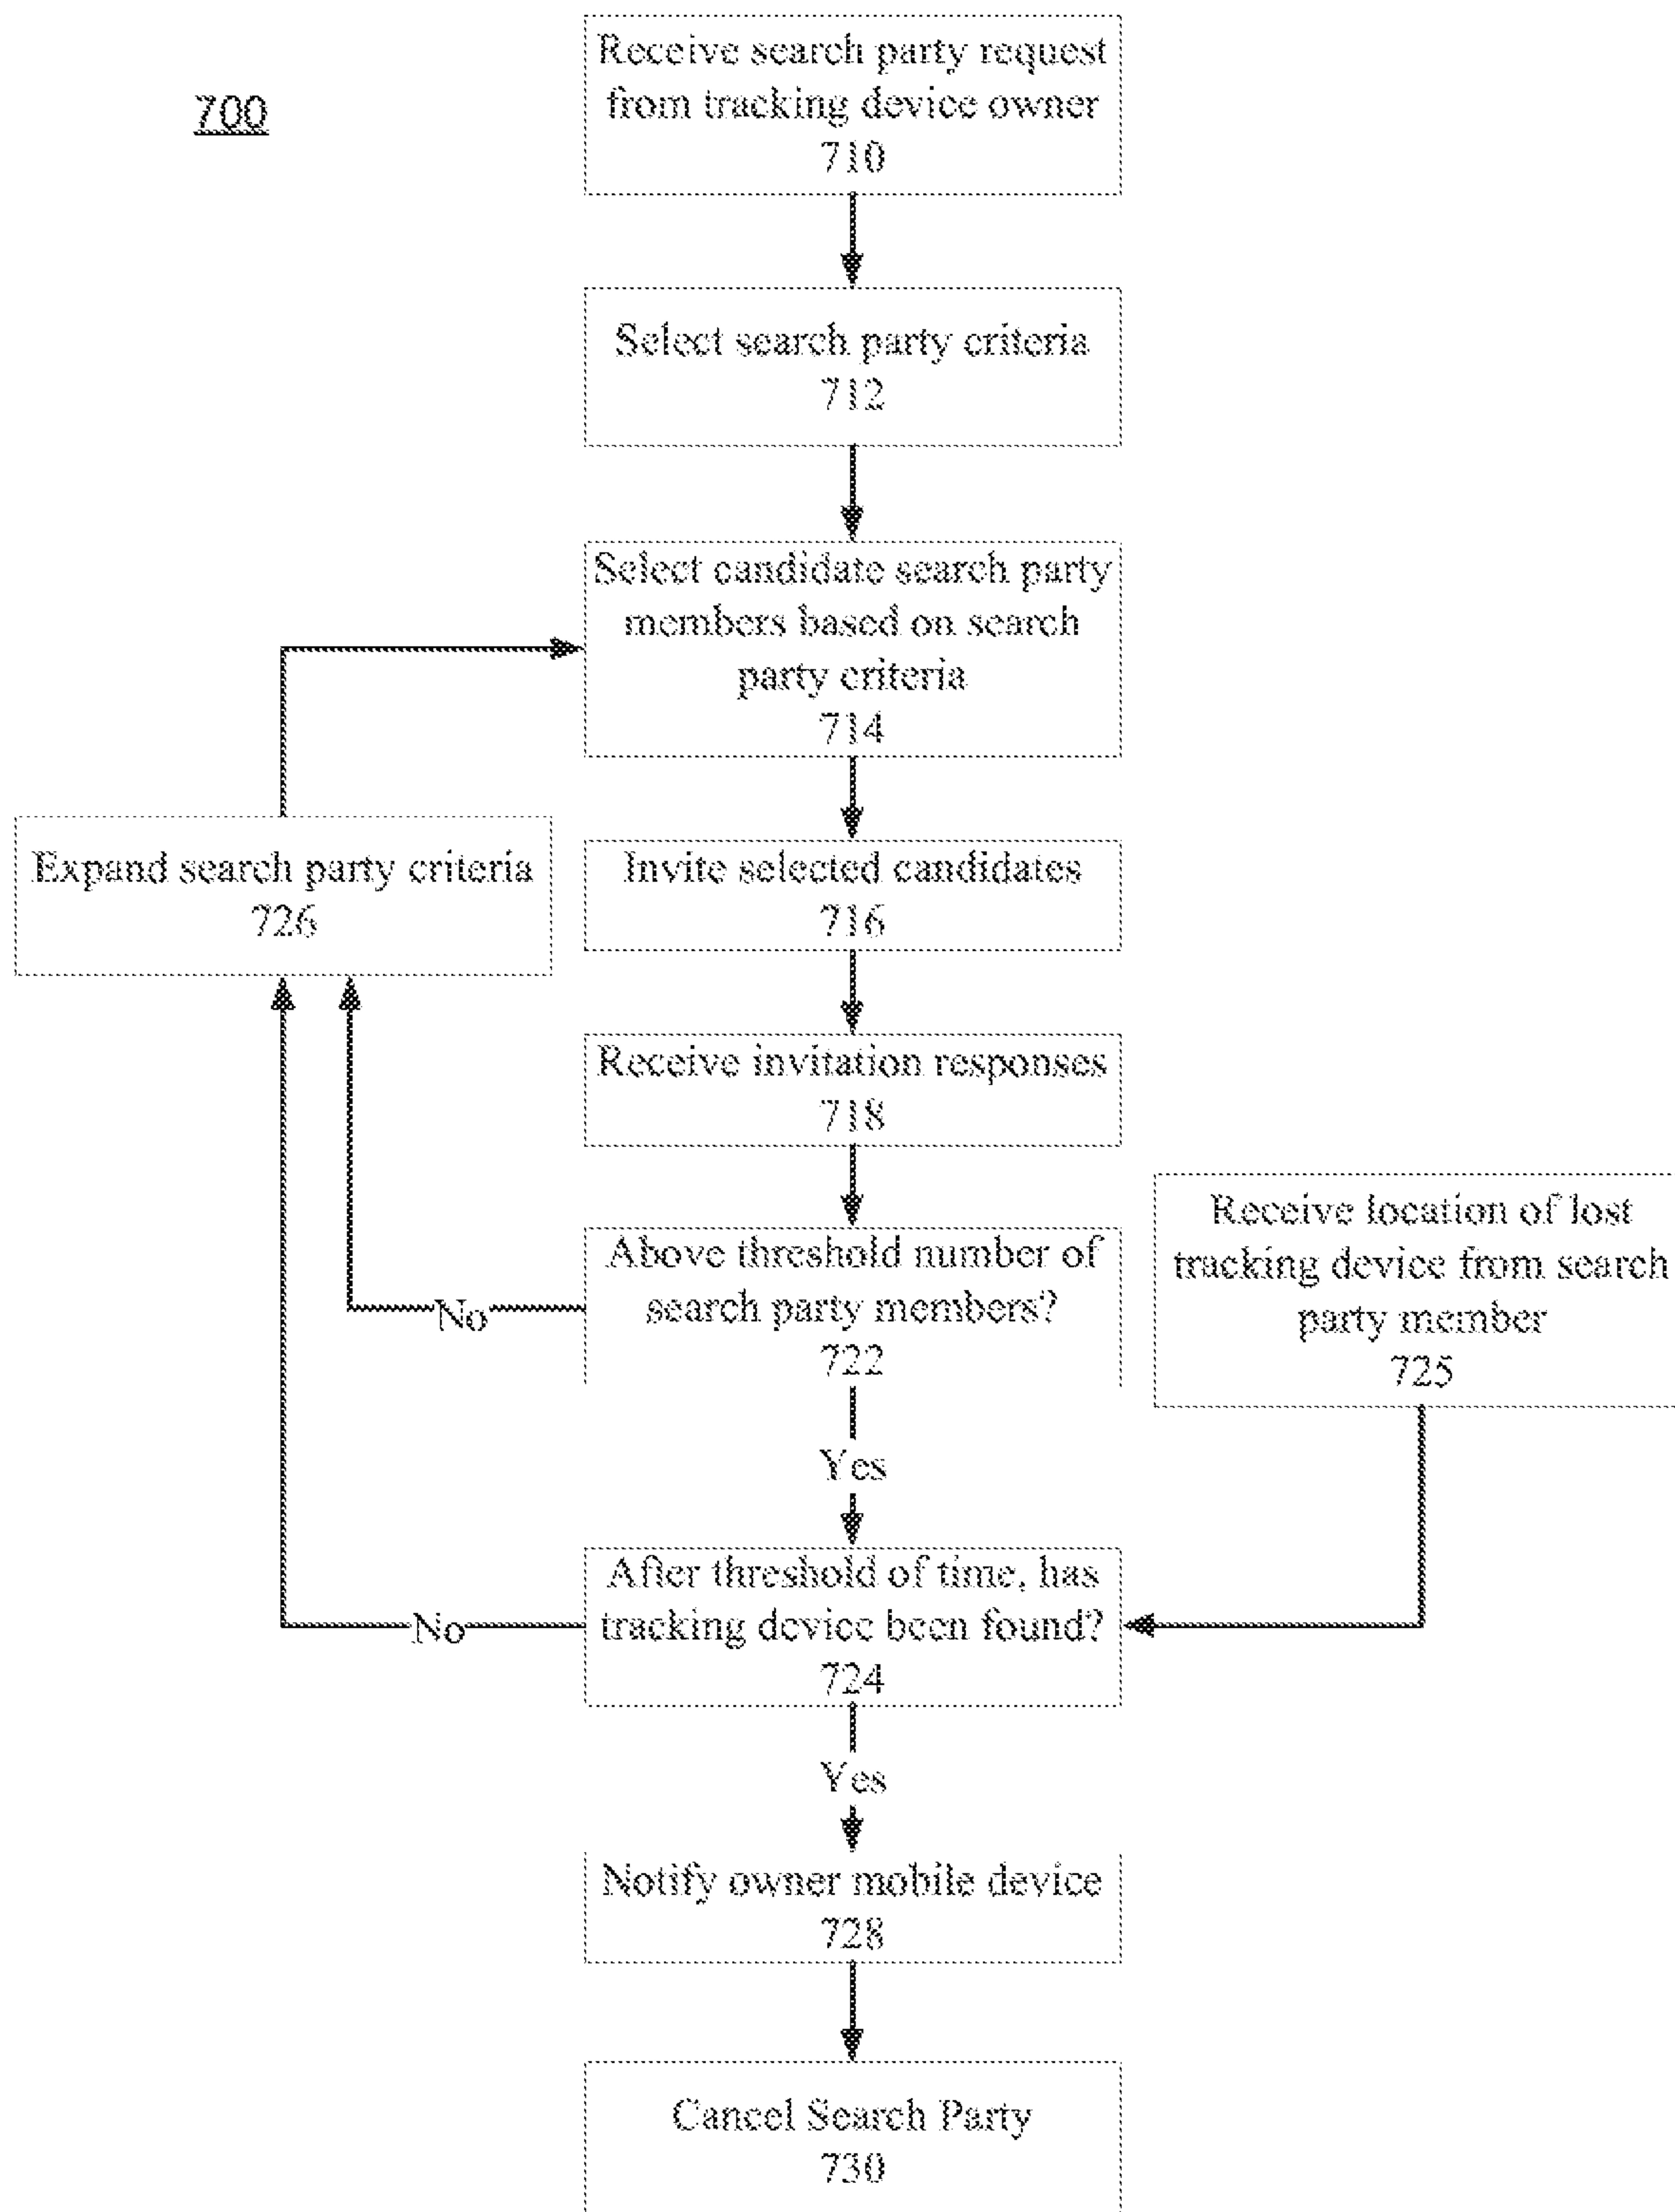 700
Receive search party request
from tracking device owner
710
Select search party criteria
712
Select candidate search party
members based on search
party criteria
714
Expand search party criteria
726
Invite selected candidates
716
Receive invitation responses
718
Above threshold number of
search party members?
722
No
Receive location of lost
tracking device from search
party member
725
Yes
After threshold of time, has
tracking device been found?
724
No
Yes
Notify owner mobile device
728
Cancel Search Party
730